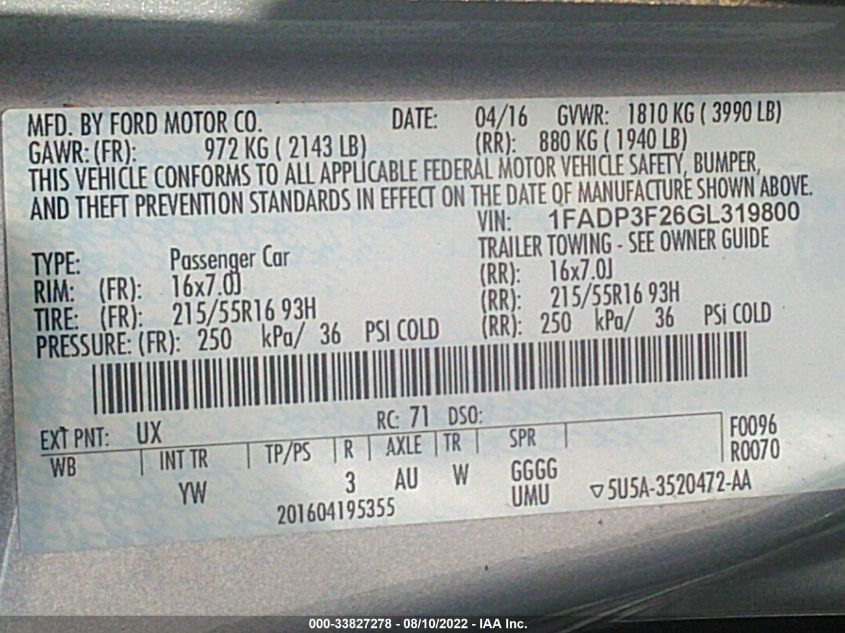 MFD. BY FORD MOTOR CO. DATE: 04/16 GVWR: 1810 KG ( 3990 LB)
GAWR: (FR): 972 KG ( 2143 LB) (RR): 880 KG ( 1940 LB)
THIS VEHICLE CONFORMS TO ALL APPLICABLE FEDERAL MOTOR VEHICLE SAFETY, BUMPER,
AND THEFT PREVENTION STANDARDS IN EFFECT ON THE DATE OF MANUFACTURE SHOWN ABOVE.
VIN: 1FADP3F26GL319800
TYPE: Passenger Car TRAILER TOWING - SEE OWNER GUIDE
RIM: (FR): 16x7.0J (RR): 16x7.0J
TIRE: (FR): 215/55R16 93H (RR): 215/55R16 93H
PRESSURE: (FR): 250 kPa/ 36 PSI COLD (RR): 250 kPa/ 36 PSi COLD
EXT PNT: UX RC: 71 DSO: F0096
WB INT TR TP/PS R AXLE TR SPR R0070
YW 3 AU W GGGG
UMU ▽5U5A-3520472-AA
201604195355
000-33827278 - 08/10/2022 - IAA Inc.